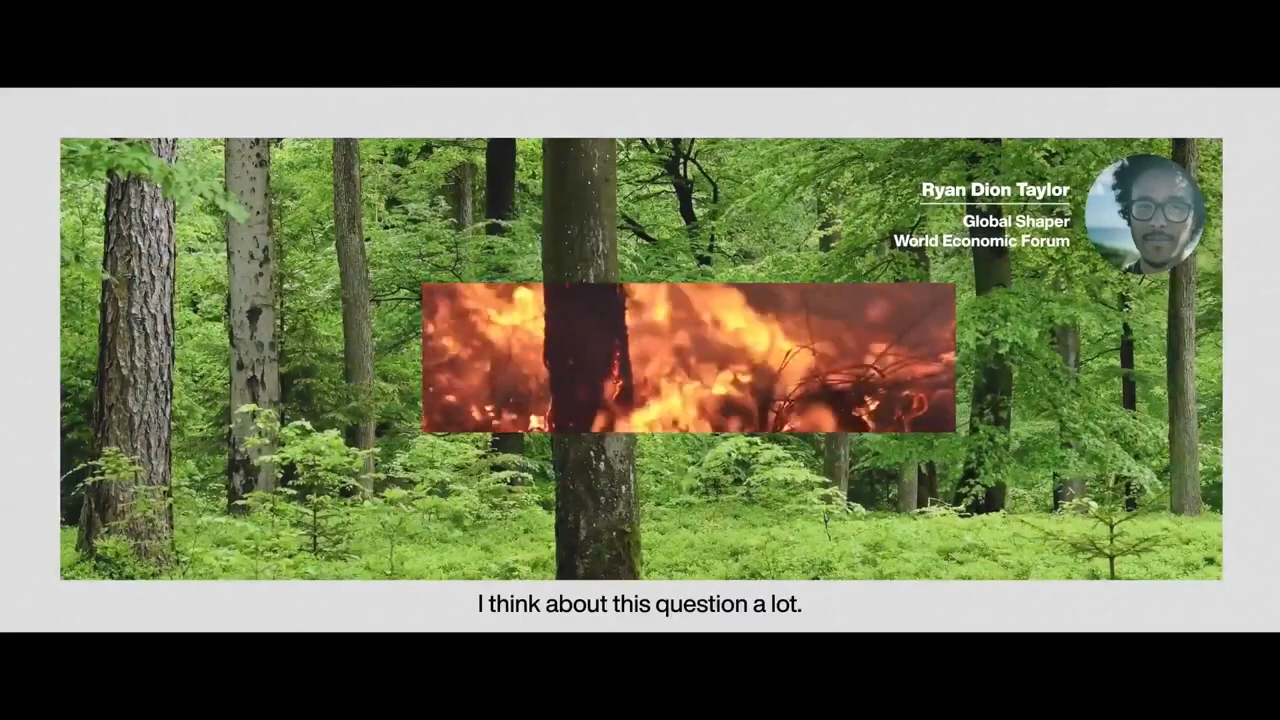 Ryan Dion Taylor
Global Shaper
World Economic Forum
I think about this question a lot.